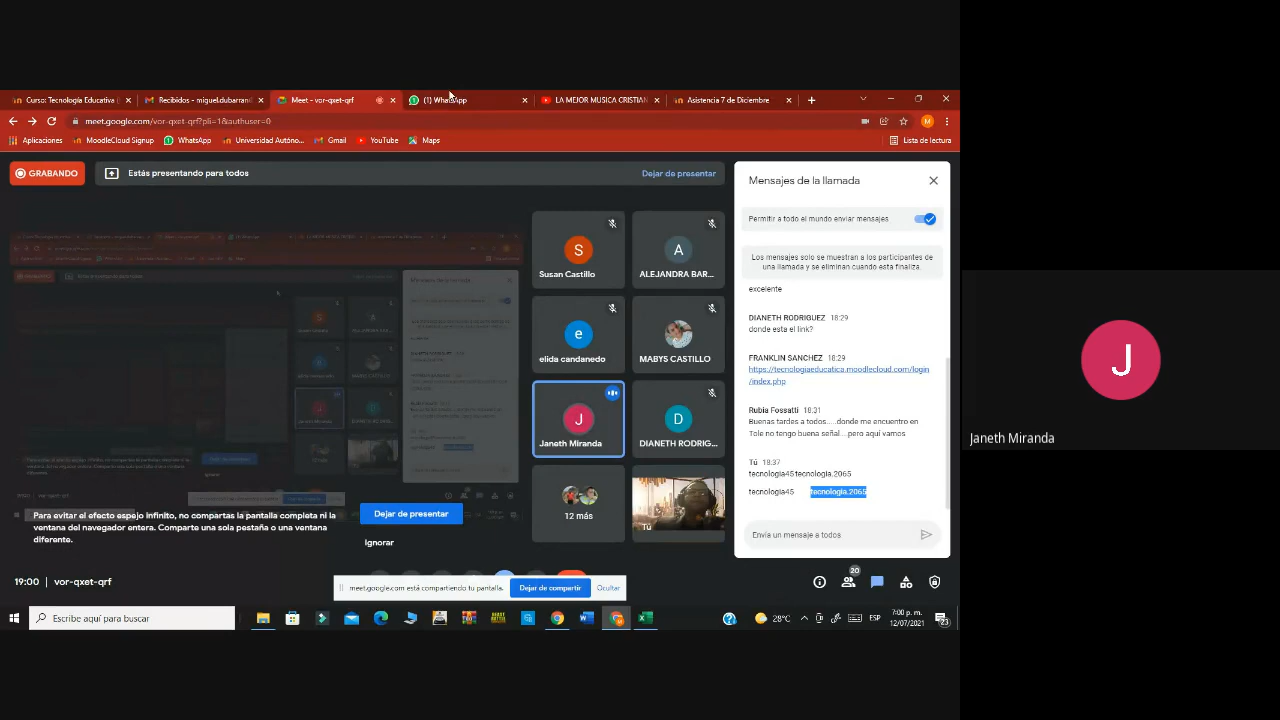 Curso: Tecnología Educativa (
Recibidos - miguel.dubarran
Meet - vor-qxet-qrf
(1) WhatsApp
LA MEJOR MUSICA CRISTIAN
Asistencia 7 de Diciembre
meet.google.com/vor-qxet-qrf?pli=1&authuser=0
Aplicaciones
MoodleCloud Signup
WhatsApp
Universidad Autóno...
Gmail
YouTube
Maps
Lista de lectura
GRABANDO
Estás presentando para todos
Dejar de presentar
Susan Castillo
A
ALEJANDRA BAR...
S
e
elida candanedo
MABYS CASTILLO
J
Janeth Miranda
D
DIANETH RODRIG...
12 más
Tú
Para evitar el efecto espejo infinito, no compartas la pantalla completa ni la
ventana del navegador entera. Comparte una sola pestaña o una ventana
diferente.
Dejar de presentar
Ignorar
Mensajes de la llamada
Permitir a todo el mundo enviar mensajes
Los mensajes solo se muestran a los participantes de
una llamada y se eliminan cuando esta finaliza.
excelente
DIANETH RODRIGUEZ 18:29
donde esta el link?
FRANKLIN SANCHEZ 18:29
https://tecnologiaeducatica.moodlecloud.com/login
/index.php
Rubia Fossatti 18:31
Buenas tardes a todos.....donde me encuentro en
Tole no tengo buena señal....pero aquí vamos
Tú 18:37
tecnologia45tecnologia.2065
tecnologia45 tecnologia.2065
Envía un mensaje a todos
19:00 | vor-qxet-qrf
meet.google.com está compartiendo tu pantalla.
Dejar de compartir
Ocultar
20
Escribe aquí para buscar
28°C
ESP
7:00 p. m.
12/07/2021
23
J
Janeth Miranda